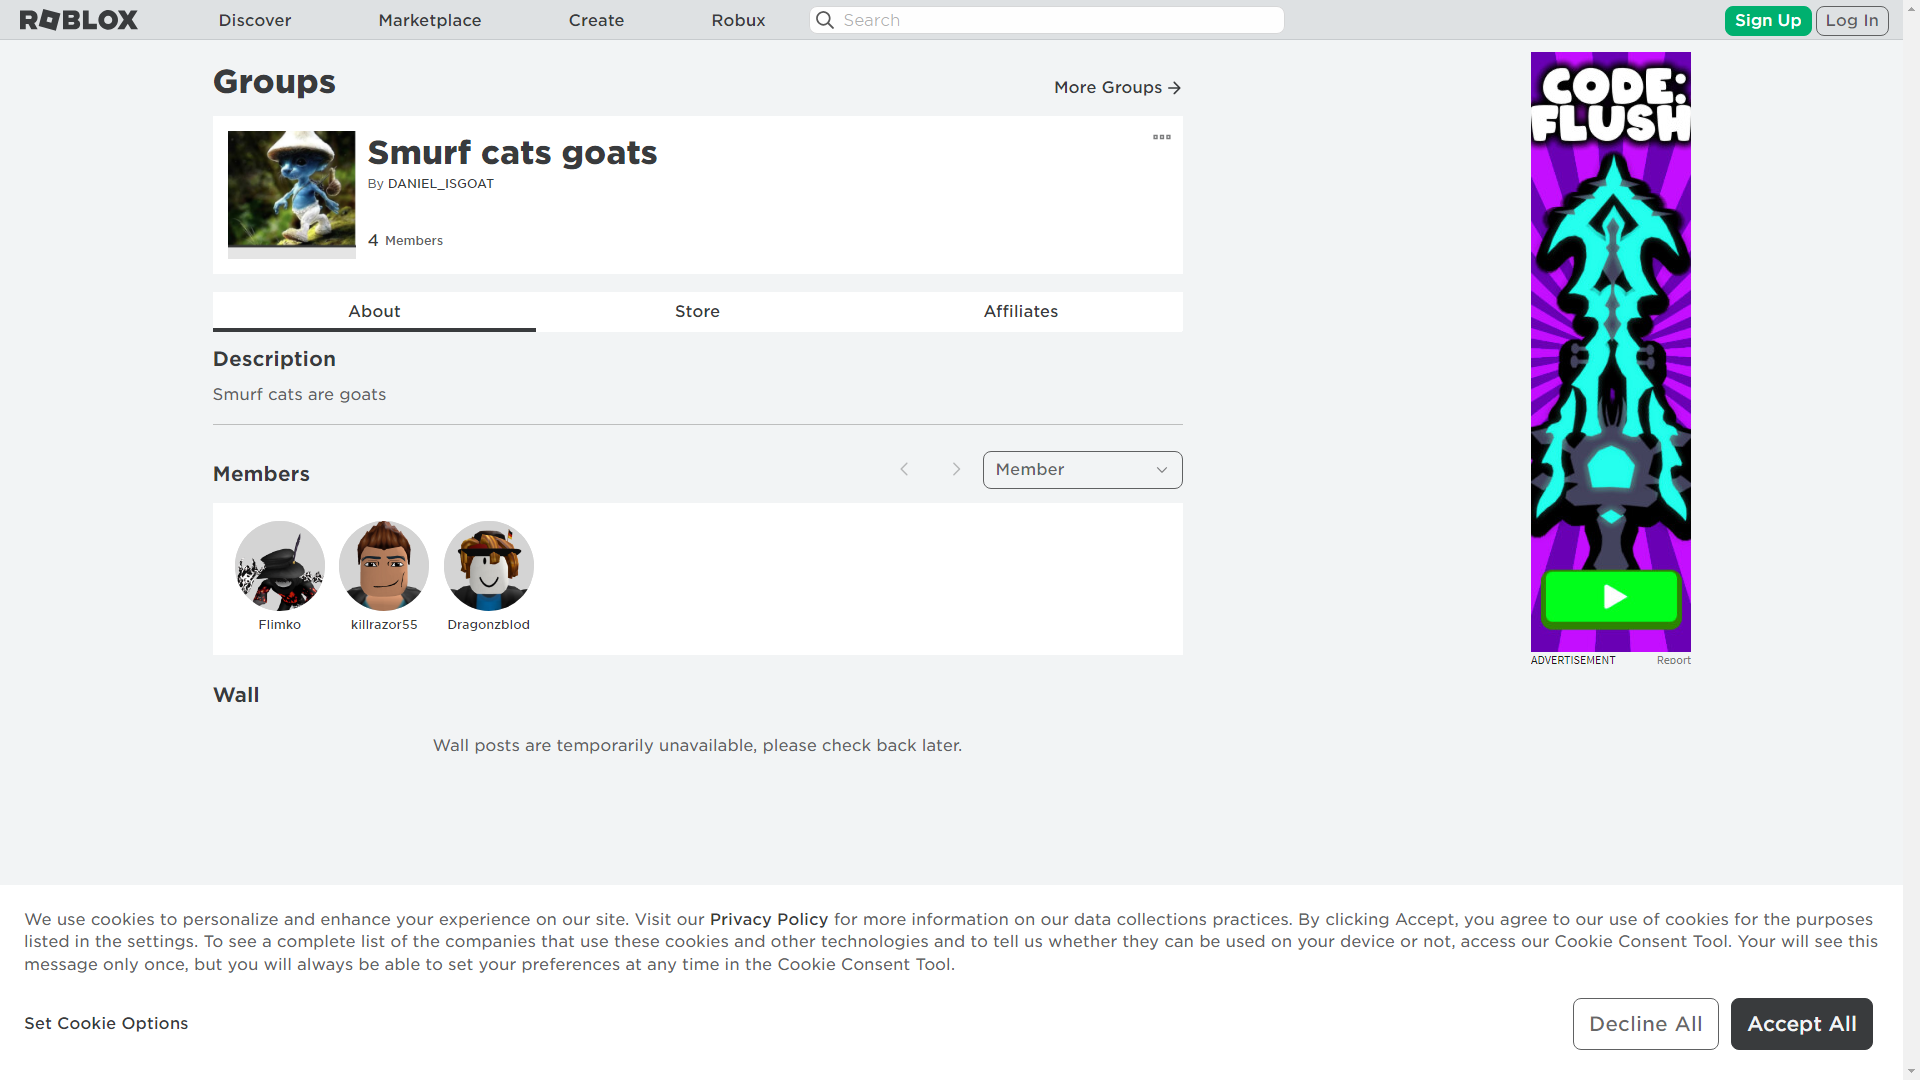 ROBLOX
Discover
Marketplace
Create
Robux
Search
Sign Up
Log In
Groups
More Groups
Smurf cats goats
By DANIEL_ISGOAT
4 Members
About
Store
Affiliates
Description
Smurf cats are goats
Members
Member
Flimko
killrazor55
Dragonzblod
Wall
Wall posts are temporarily unavailable, please check back later.
CODE:
FLUSH
ADVERTISEMENT
Report
We use cookies to personalize and enhance your experience on our site. Visit our Privacy Policy for more information on our data collections practices. By clicking Accept, you agree to our use of cookies for the purposes
listed in the settings. To see a complete list of the companies that use these cookies and other technologies and to tell us whether they can be used on your device or not, access our Cookie Consent Tool. Your will see this
message only once, but you will always be able to set your preferences at any time in the Cookie Consent Tool.
Set Cookie Options
Decline All
Accept All